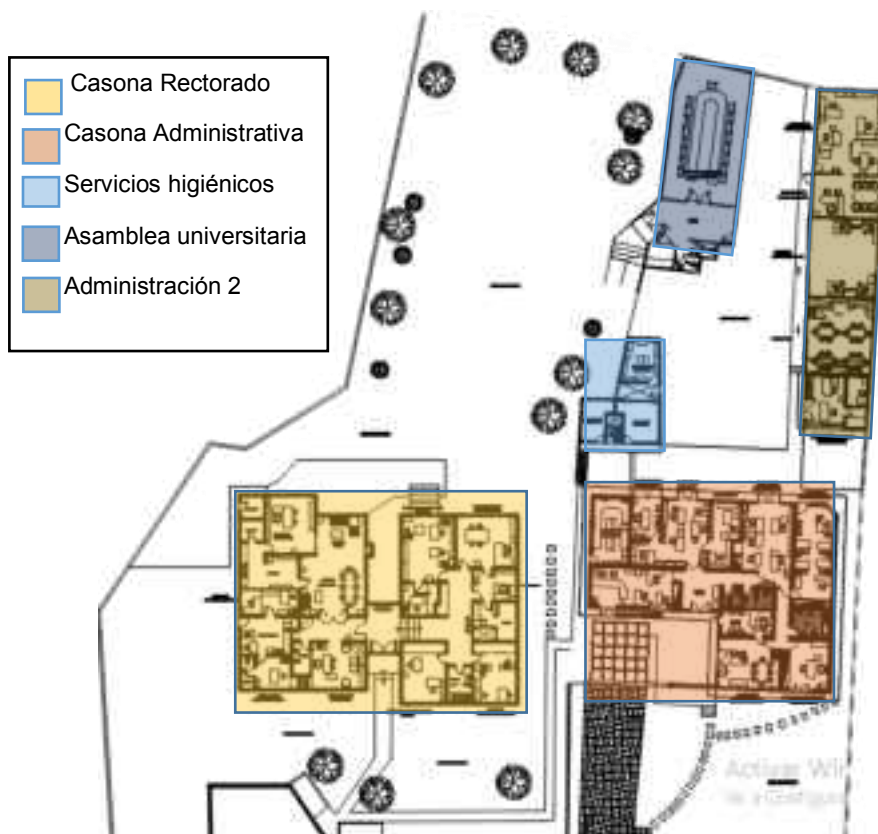 Casona Rectorado
Casona Administrativa
Servicios higiénicos
Asamblea universitaria
Administración 2
Activar Wi